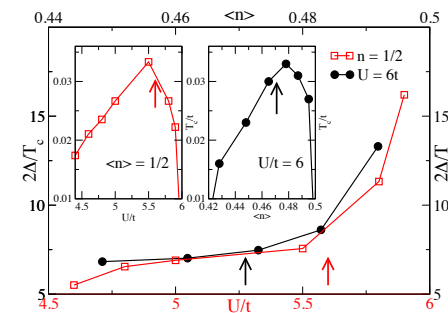 <n>
0.44 0.46 0.48 0.5
n = 1/2
U = 6t
2Δ/T_c
15
10
5
0.03
0.02
0.01
<n> = 1/2
4.5 5 5.5 6
U/t
T_c/t
0.03
0.02
0.01
U/t = 6
0.42 0.44 0.46 0.48 0.5
<n>
T_c/t
15
10
5
2Δ/T_c
4.5 5 5.5 6
U/t